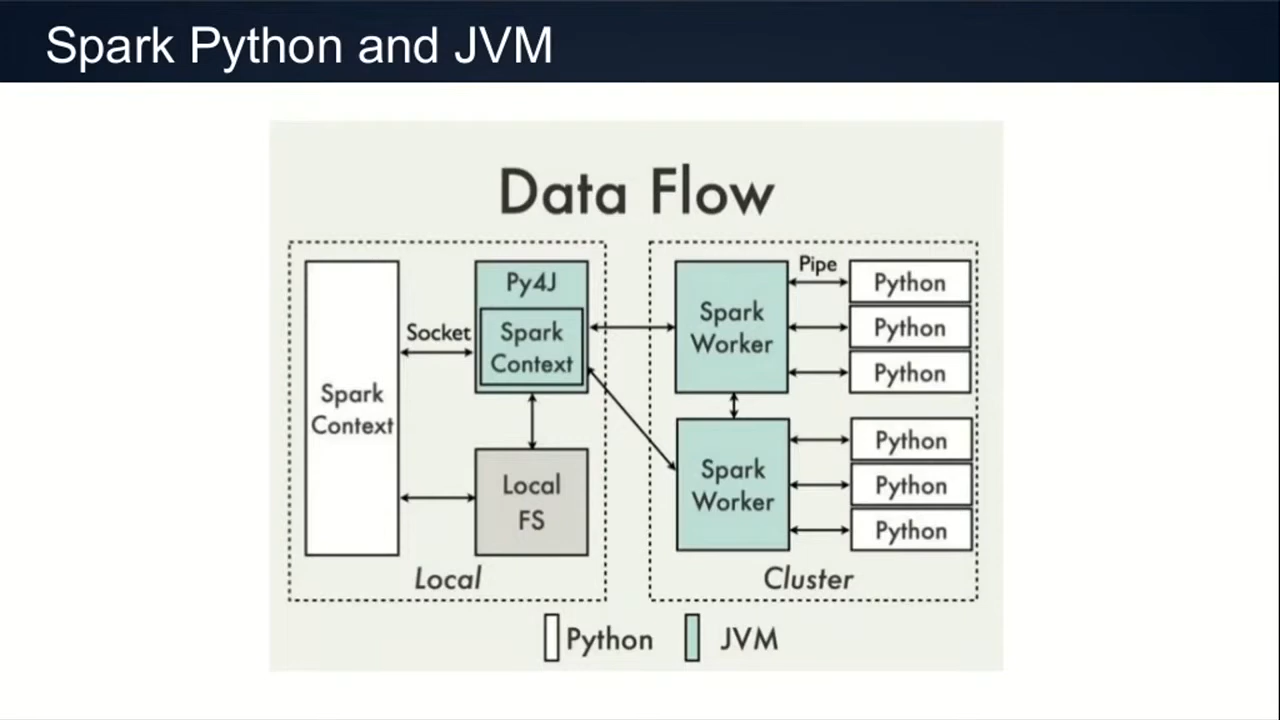 Spark Python and JVM
Data Flow
Spark
Context
Socket
Py4J
Spark
Context
Local
FS
Local
Spark
Worker
Pipe
Python
Python
Python
Spark
Worker
Python
Python
Python
Cluster
Python
JVM